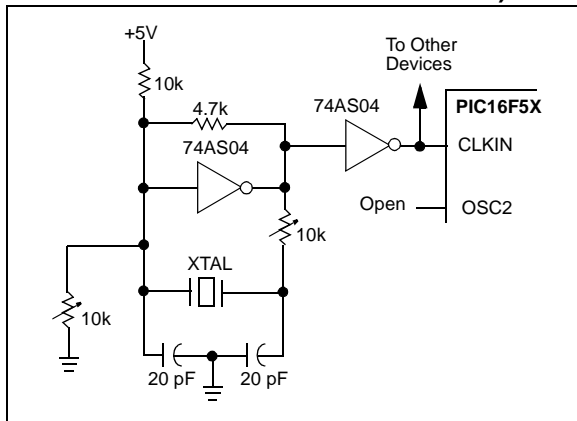 +5V
10k
4.7k
74AS04
74AS04
To Other
Devices
PIC16F5X
CLKIN
Open
OSC2
10k
XTAL
10k
20 pF
20 pF